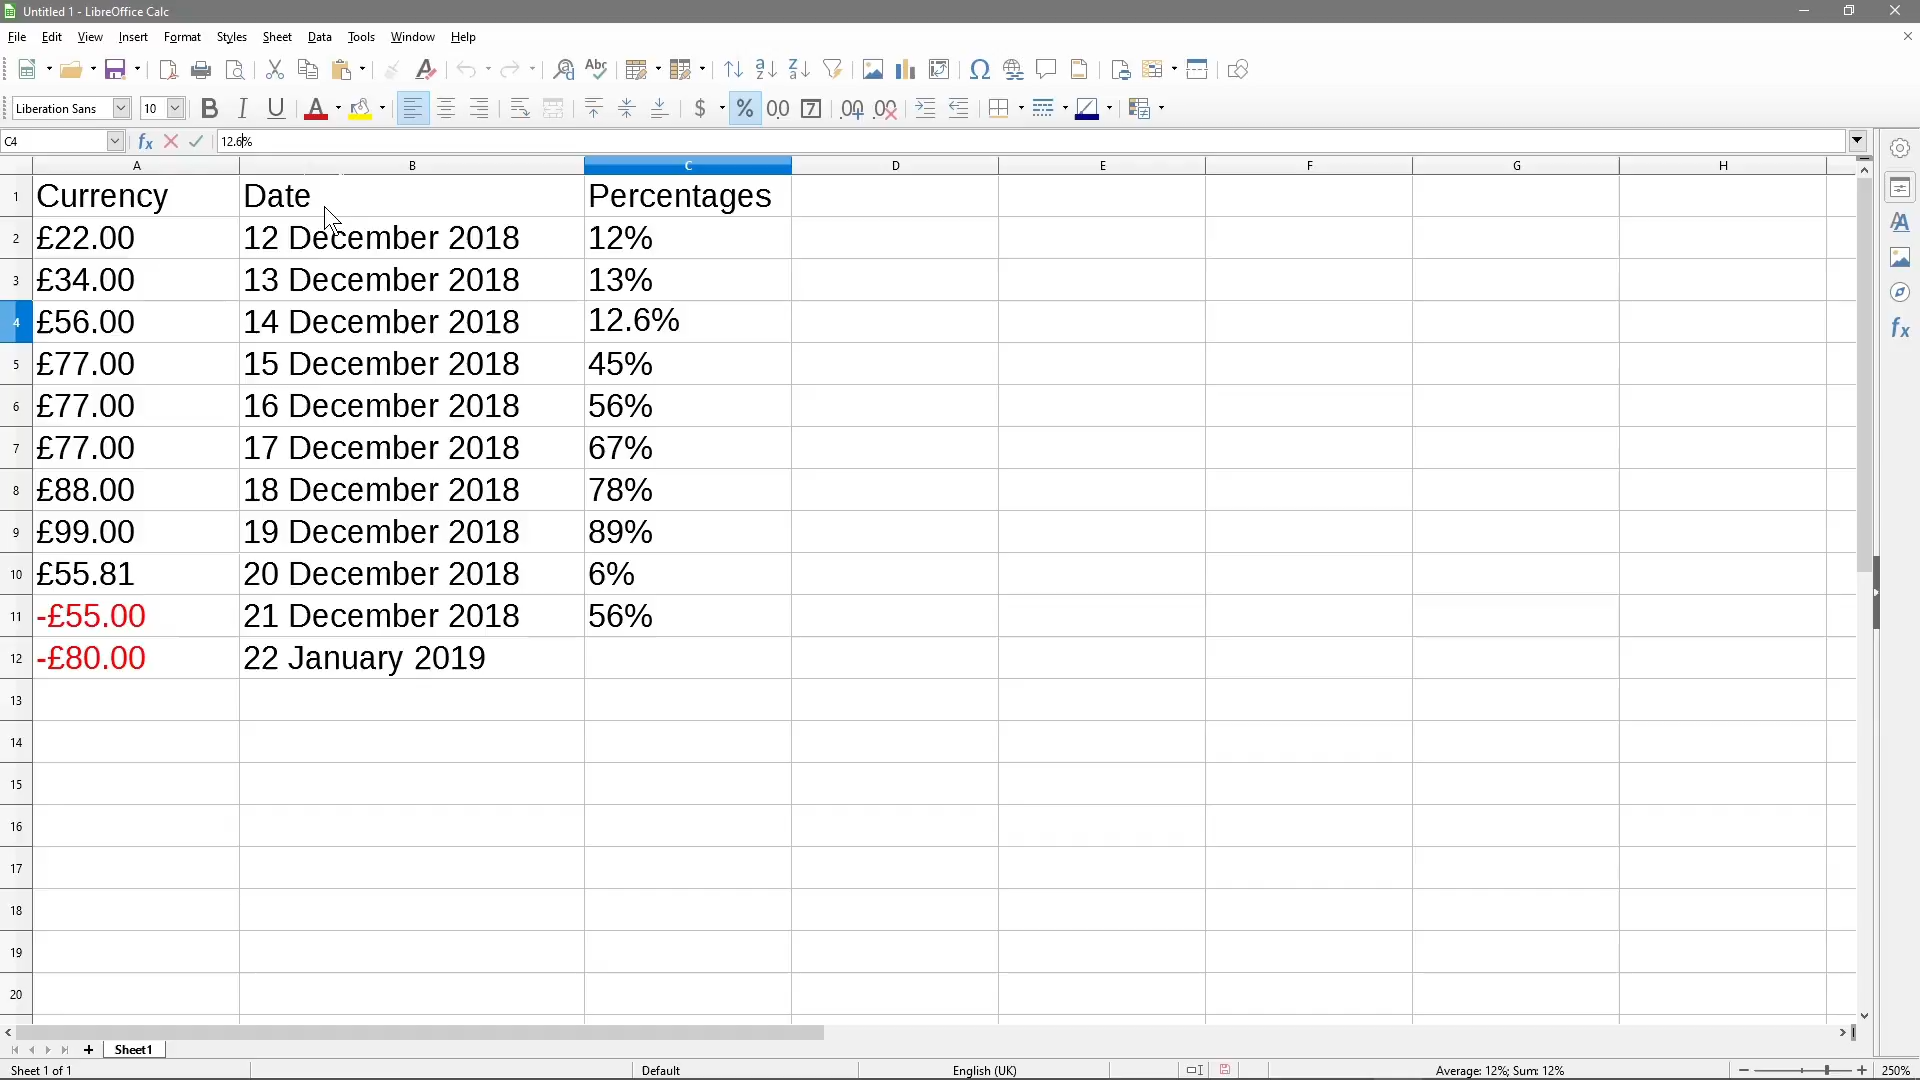 Untitled 1 - LibreOffice Calc
File Edit View Insert Format Styles Sheet Data Tools Window Help
Liberation Sans 10
C4 12.6%
A B C D E F G H
1 Currency Date Percentages
2 £22.00 12 December 2018 12%
3 £34.00 13 December 2018 13%
4 £56.00 14 December 2018 12.6%
5 £77.00 15 December 2018 45%
6 £77.00 16 December 2018 56%
7 £77.00 17 December 2018 67%
8 £88.00 18 December 2018 78%
9 £99.00 19 December 2018 89%
10 £55.81 20 December 2018 6%
11 -£55.00 21 December 2018 56%
12 -£80.00 22 January 2019
13
14
15
16
17
18
19
20
Sheet1
Sheet 1 of 1 Default English (UK) Average: 12%; Sum: 12% 250%